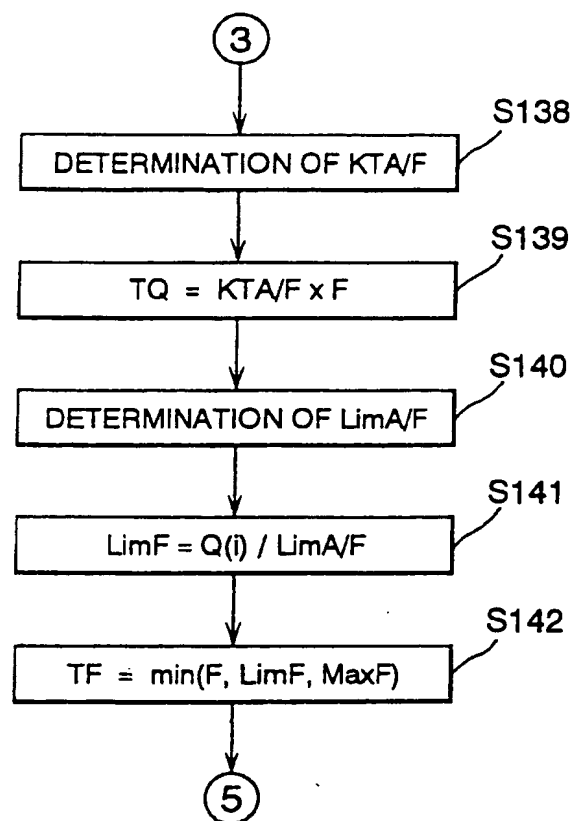 3
S138
DETERMINATION OF KTA/F
S139
TQ = KTA/F x F
S140
DETERMINATION OF LimA/F
S141
LimF = Q(i) / LimA/F
S142
TF = min(F, LimF, MaxF)
5